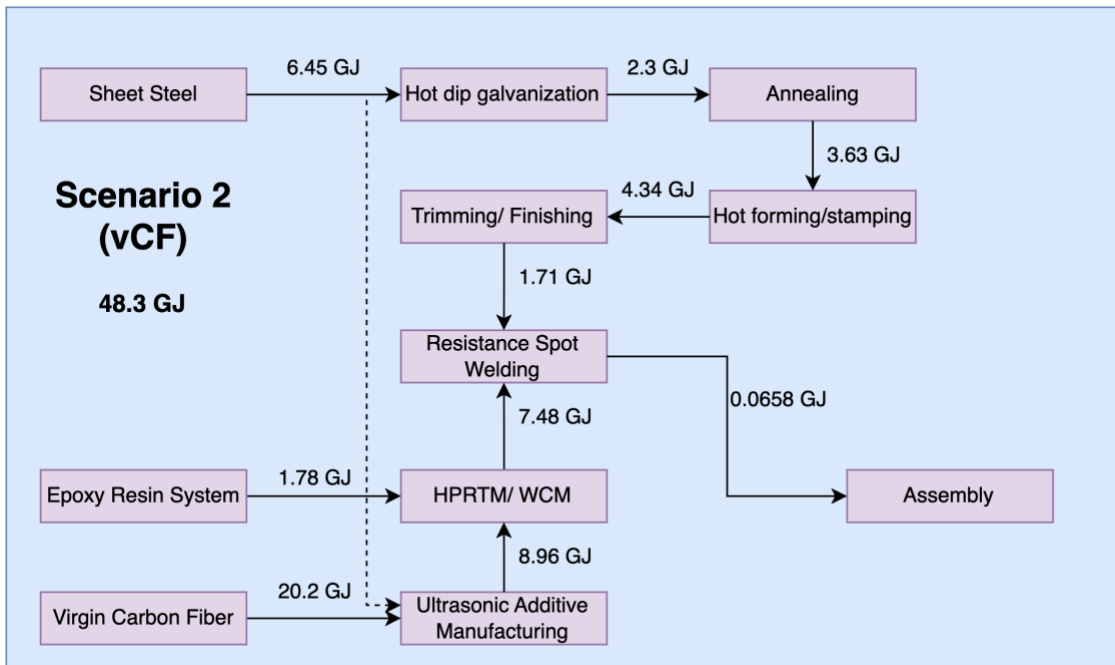 6.45 GJ
2.3 GJ
Sheet Steel
Hot dip galvanization
Annealing
3.63 GJ
Scenario 2
(vCF)
48.3 GJ
4.34 GJ
Trimming/ Finishing
Hot forming/stamping
1.71 GJ
Resistance Spot
Welding
0.0658 GJ
7.48 GJ
1.78 GJ
Epoxy Resin System
HPRTM/ WCM
Assembly
8.96 GJ
20.2 GJ
Virgin Carbon Fiber
Ultrasonic Additive
Manufacturing